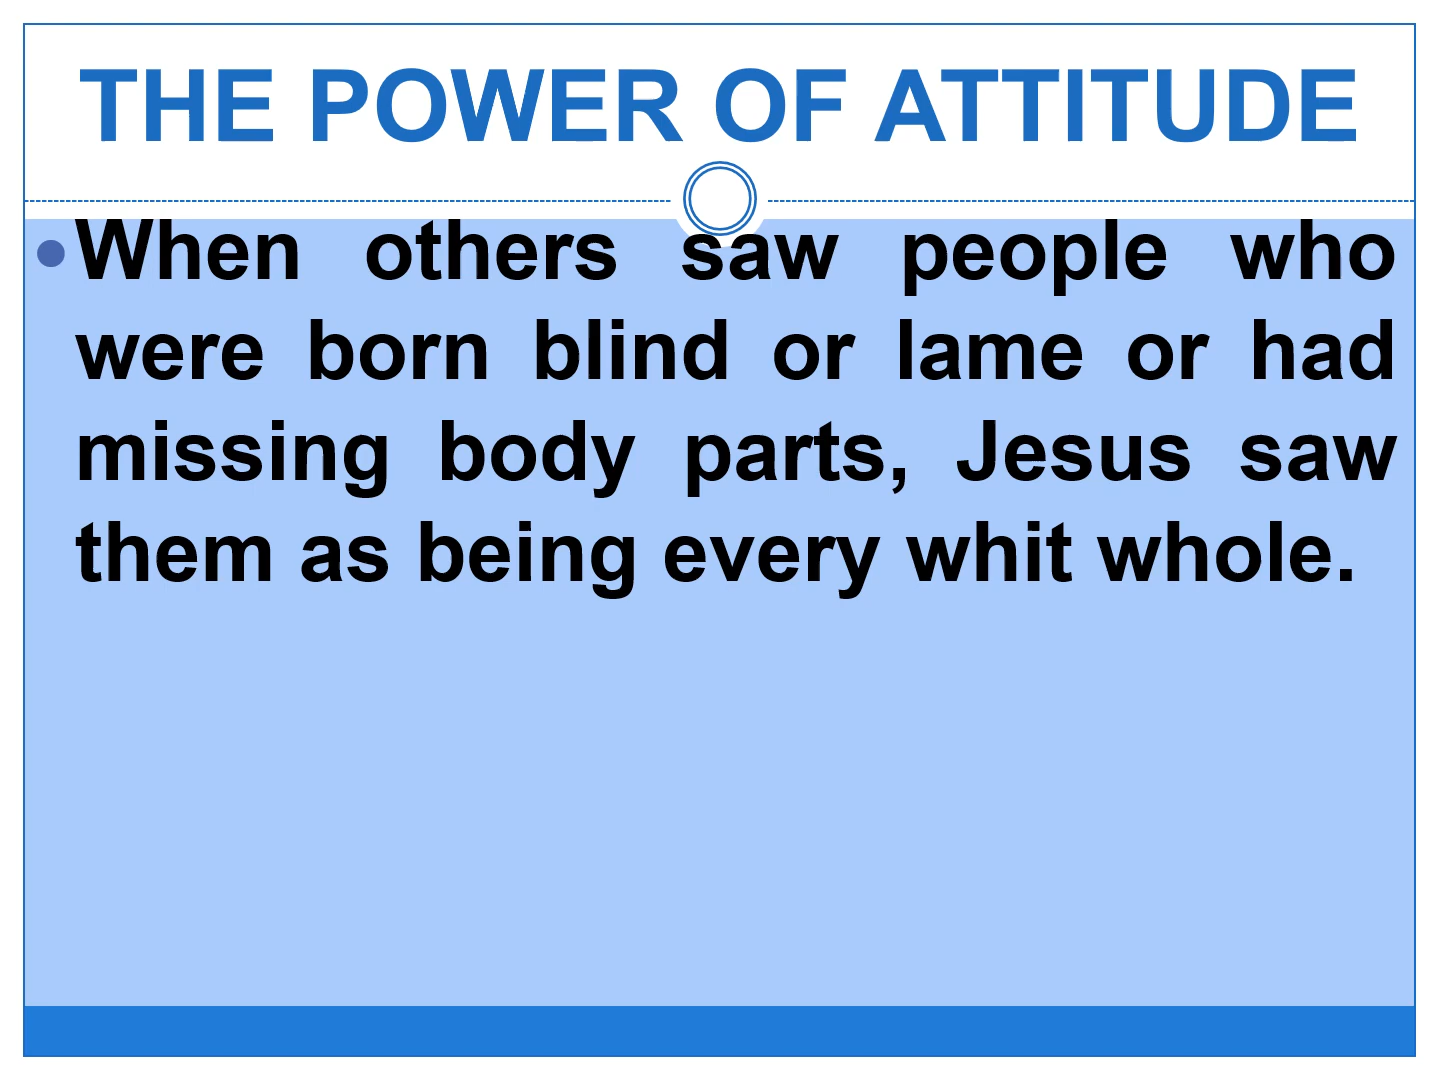 THE POWER OF ATTITUDE
•When others saw people who
were born blind or lame or had
missing body parts, Jesus saw
them as being every whit whole.